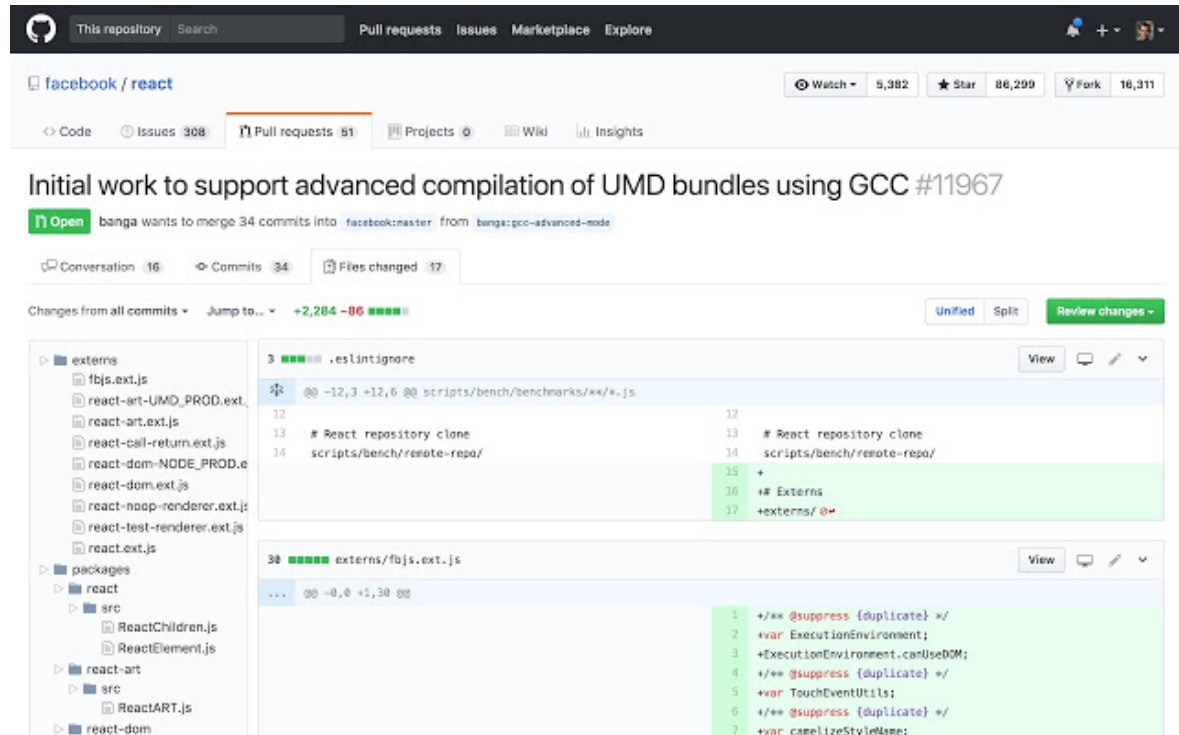 This repository Search Pull requests Issues Marketplace Explore
facebook / react
Watch 5,382 Star 86,299 Fork 16,311
Code Issues 308 Pull requests 51 Projects 0 Wiki Insights
Initial work to support advanced compilation of UMD bundles using GCC #11967
Open banga wants to merge 34 commits into facebook:master from banga:gcc-advanced-mode
Conversation 16 Commits 34 Files changed 17
Changes from all commits Jump to... +2,284 −86 Unified Split Review changes
externs
fbjs.ext.js
react-art-UMD_PROD.ext.
react-art.ext.js
react-call-return.ext.js
react-dom-NODE_PROD.e
react-dom.ext.js
react-noop-renderer.ext.js
react-test-renderer.ext.js
react.ext.js
packages
react
src
ReactChildren.js
ReactElement.js
react-art
src
ReactART.js
react-dom
3 .eslintignore View
@@ -12,3 +12,6 @@ scripts/bench/benchmarks/**/*.js
12 12
13 # React repository clone 13 # React repository clone
14 scripts/bench/remote-repo/ 14 scripts/bench/remote-repo/
15 +
16 +# Externs
17 +externs/
30 externs/fbjs.ext.js View
... @@ -0,0 +1,30 @@
1 +/** @suppress {duplicate} */
2 +var ExecutionEnvironment;
3 +ExecutionEnvironment.canUseDOM;
4 +/** @suppress {duplicate} */
5 +var TouchEventUtils;
6 +/** @suppress {duplicate} */
7 +var camelizeStyleName;